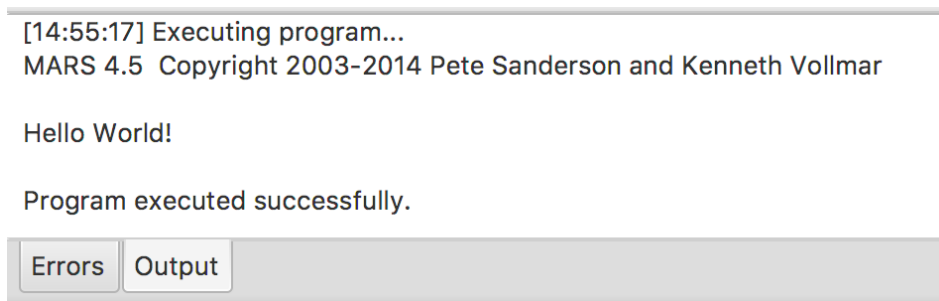 [14:55:17] Executing program...
MARS 4.5  Copyright 2003-2014 Pete Sanderson and Kenneth Vollmar
Hello World!
Program executed successfully.
Errors
Output